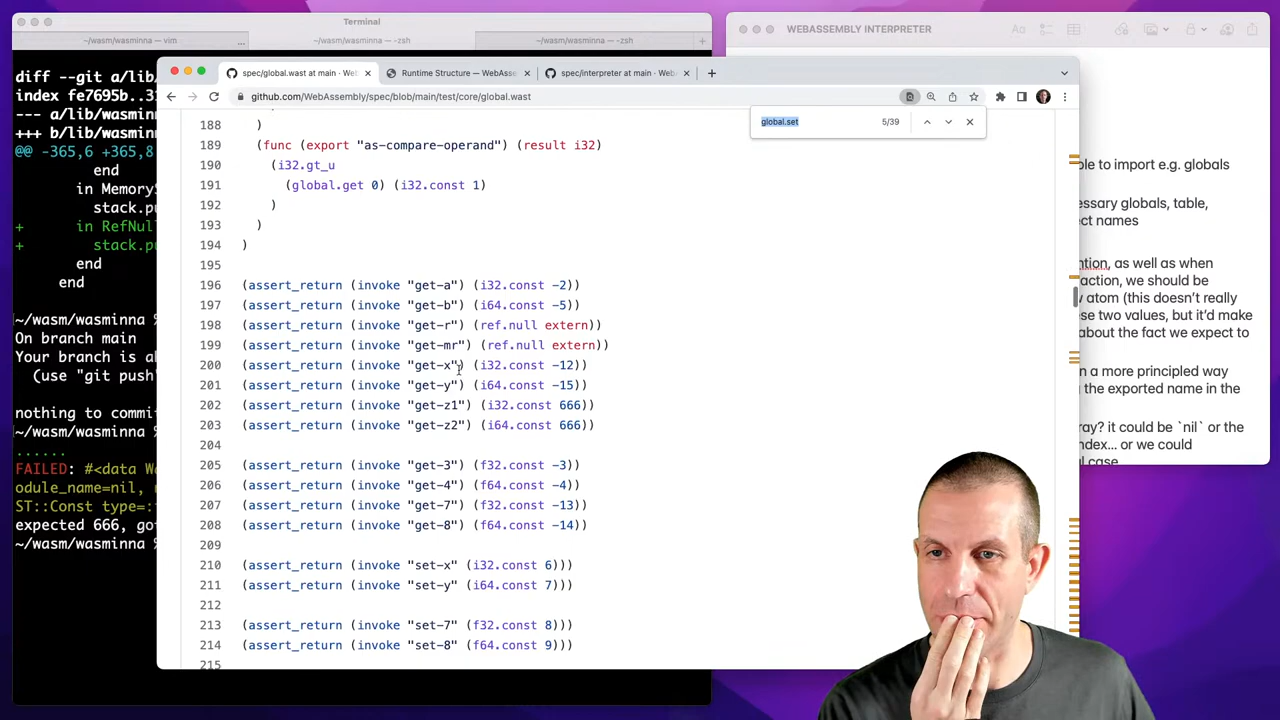 Terminal
~/wasm/wasminna — vim
...
~/wasm/wasminna — -zsh
~/wasm/wasminna — -zsh
+
diff --git a/lib
index fe7695b..3
--- a/lib/wasminna
+++ b/lib/wasminna
@@ -365,6 +365,8
end
in MemoryS
stack.pu
+ in RefNul
+ stack.pu
end
end
~/wasm/wasminna %
On branch main
Your branch is a
(use "git push"
nothing to commit
......
FAILED: #<data W
odule_name=nil,
ST::Const type=:
expected 666, got
~/wasm/wasminna %
WEBASSEMBLY INTERPRETER
Aa
ble to import e.g. globals
cessary globals, table,
ect names
ntion, as well as when
action, we should be
w atom (this doesn't really
se two values, but it'd make
about the fact we expect to
n a more principled way
the exported name in the
ray? it could be `nil` or the
ndex... or we could
al case
spec/global.wast at main · Web
Runtime Structure — WebAsse
spec/interpreter at main · Web
github.com/WebAssembly/spec/blob/main/test/core/global.wast
global.set
5/39
188 )
189 (func (export "as-compare-operand") (result i32)
190 (i32.gt_u
191 (global.get 0) (i32.const 1)
192 )
193 )
194 )
195
196 (assert_return (invoke "get-a") (i32.const -2))
197 (assert_return (invoke "get-b") (i64.const -5))
198 (assert_return (invoke "get-r") (ref.null extern))
199 (assert_return (invoke "get-mr") (ref.null extern))
200 (assert_return (invoke "get-x") (i32.const -12))
201 (assert_return (invoke "get-y") (i64.const -15))
202 (assert_return (invoke "get-z1") (i32.const 666))
203 (assert_return (invoke "get-z2") (i64.const 666))
204
205 (assert_return (invoke "get-3") (f32.const -3))
206 (assert_return (invoke "get-4") (f64.const -4))
207 (assert_return (invoke "get-7") (f32.const -13))
208 (assert_return (invoke "get-8") (f64.const -14))
209
210 (assert_return (invoke "set-x" (i32.const 6)))
211 (assert_return (invoke "set-y" (i64.const 7)))
212
213 (assert_return (invoke "set-7" (f32.const 8)))
214 (assert_return (invoke "set-8" (f64.const 9)))
215